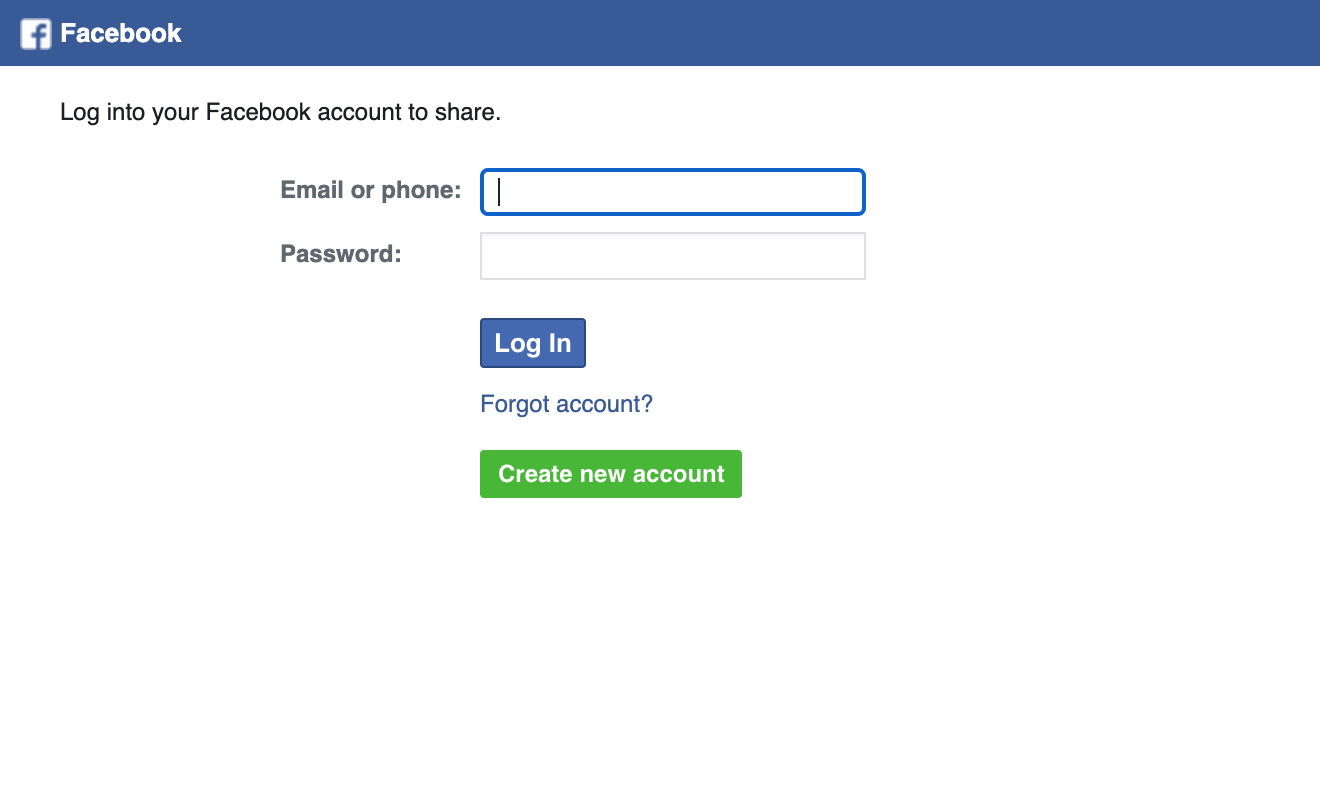 Facebook
Log into your Facebook account to share.
Email or phone:
Password:
Log In
Forgot account?
Create new account